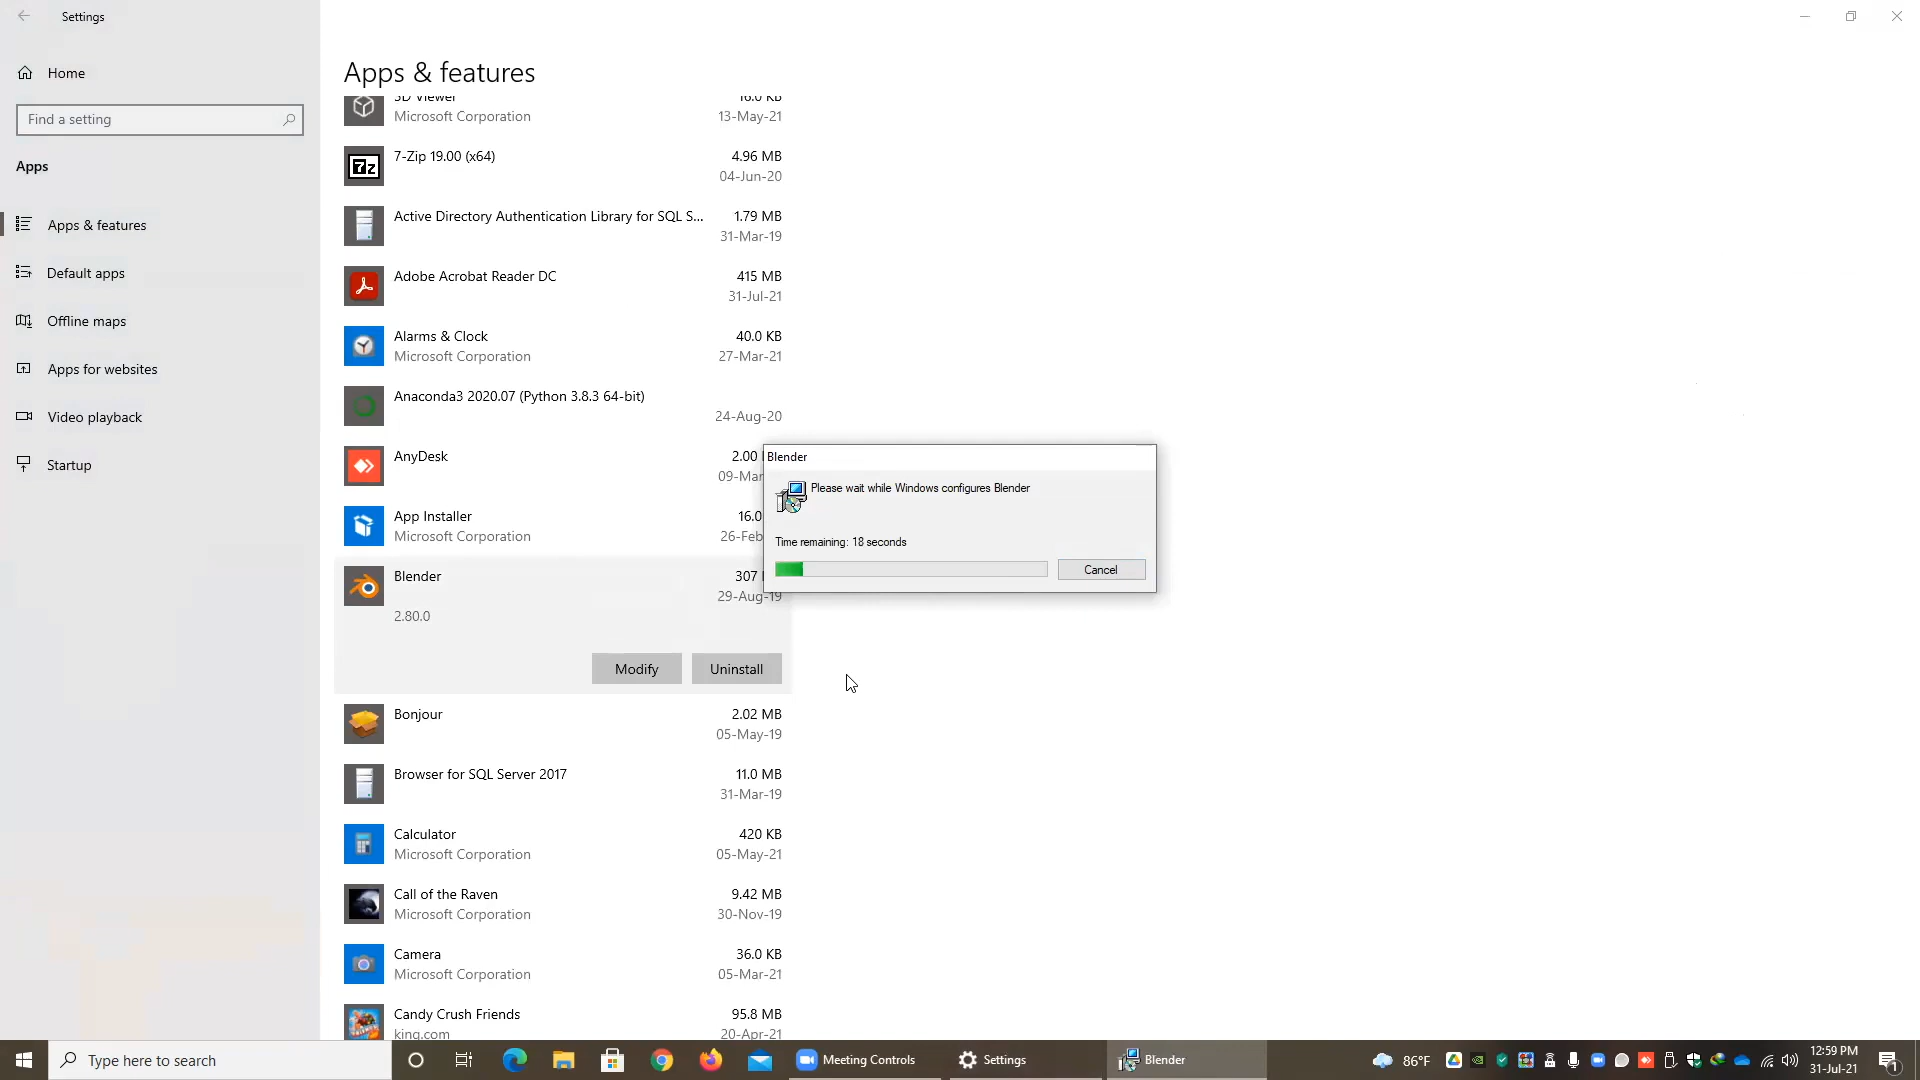 Settings
Home
Find a setting
Apps
Apps & features
Default apps
Offline maps
Apps for websites
Video playback
Startup
Apps & features
3D Viewer 16.0 KB
Microsoft Corporation 13-May-21
7-Zip 19.00 (x64) 4.96 MB
04-Jun-20
Active Directory Authentication Library for SQL S... 1.79 MB
31-Mar-19
Adobe Acrobat Reader DC 415 MB
31-Jul-21
Alarms & Clock 40.0 KB
Microsoft Corporation 27-Mar-21
Anaconda3 2020.07 (Python 3.8.3 64-bit)
24-Aug-20
AnyDesk 2.00
09-Mar
App Installer 16.0
Microsoft Corporation 26-Feb
Blender 307
29-Aug-19
2.80.0
Modify Uninstall
Bonjour 2.02 MB
05-May-19
Browser for SQL Server 2017 11.0 MB
31-Mar-19
Calculator 420 KB
Microsoft Corporation 05-May-21
Call of the Raven 9.42 MB
Microsoft Corporation 30-Nov-19
Camera 36.0 KB
Microsoft Corporation 05-Mar-21
Candy Crush Friends 95.8 MB
king.com 20-Apr-21
Blender
Please wait while Windows configures Blender
Time remaining: 18 seconds
Cancel
Type here to search
Meeting Controls
Settings
Blender
86°F
12:59 PM
31-Jul-21
1